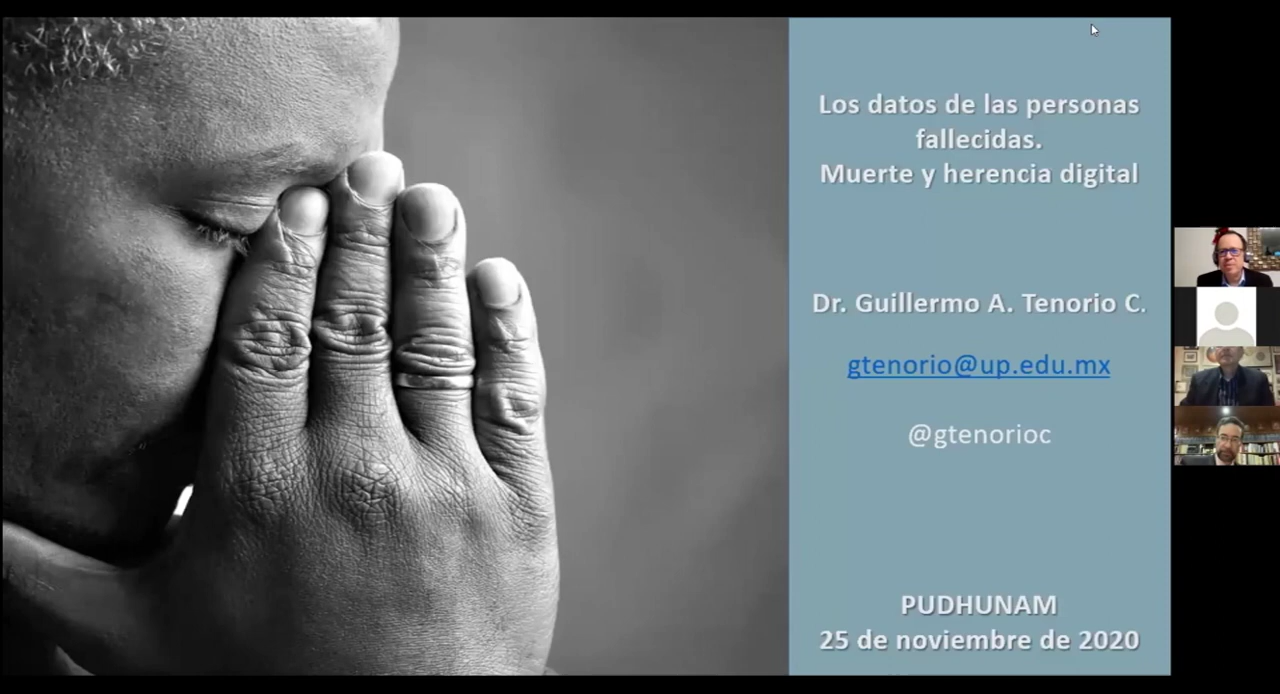 Los datos de las personas
fallecidas.
Muerte y herencia digital
Dr. Guillermo A. Tenorio C.
gtenorio@up.edu.mx
@gtenorioc
PUDHUNAM
25 de noviembre de 2020